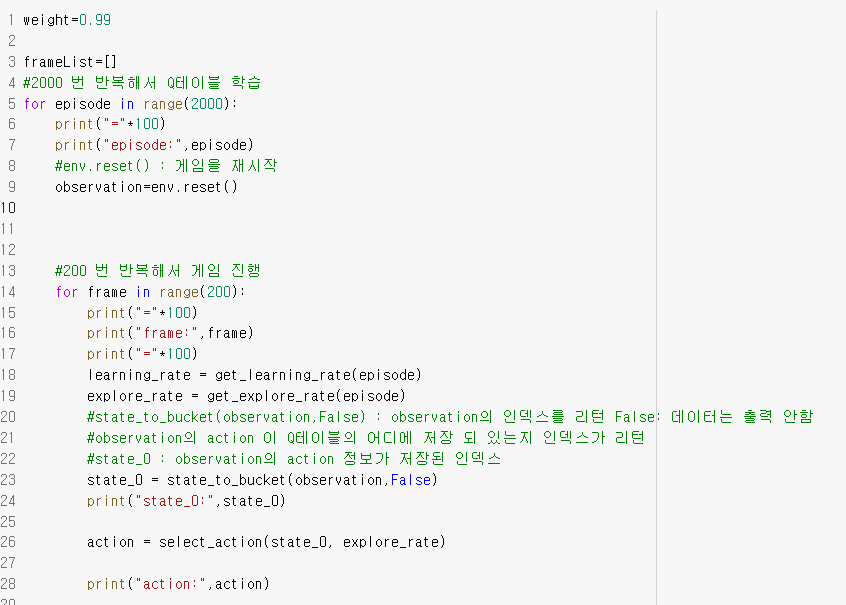 1 weight=0.99
2
3 frameList=[]
4 #2000 번 반복해서 Q테이블 학습
5 for episode in range(2000):
6     print("="*100)
7     print("episode:",episode)
8     #env.reset() : 게임을 재시작
9     observation=env.reset()
10
11
12
13     #200 번 반복해서 게임 진행
14     for frame in range(200):
15         print("="*100)
16         print("frame:",frame)
17         print("="*100)
18         learning_rate = get_learning_rate(episode)
19         explore_rate = get_explore_rate(episode)
20         #state_to_bucket(observation,False) : observation의 인덱스를 리턴 False: 데이터는 출력 안함
21         #observation의 action 이 Q테이블의 어디에 저장 되 있는지 인덱스가 리턴
22         #state_0 : observation의 action 정보가 저장된 인덱스
23         state_0 = state_to_bucket(observation,False)
24         print("state_0:",state_0)
25
26         action = select_action(state_0, explore_rate)
27
28         print("action:",action)